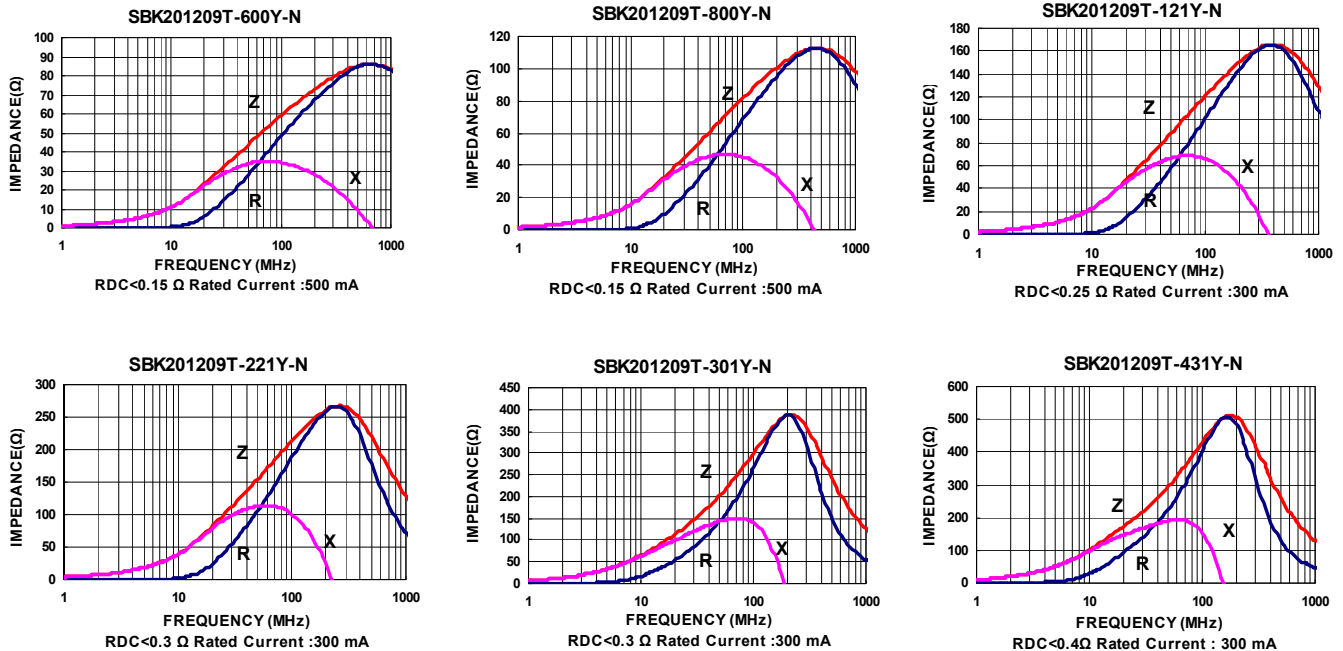 SBK201209T-600Y-N
IMPEDANCE(Ω)
100
90
80
70
60
50
40
30
20
10
0
Z
R
X
1 10 100 1000
FREQUENCY (MHz)
RDC<0.15 Ω Rated Current :500 mA
SBK201209T-800Y-N
IMPEDANCE(Ω)
120
100
80
60
40
20
0
Z
R
X
1 10 100 1000
FREQUENCY (MHz)
RDC<0.15 Ω Rated Current :500 mA
SBK201209T-121Y-N
IMPEDANCE(Ω)
180
160
140
120
100
80
60
40
20
0
Z
R
X
1 10 100 1000
FREQUENCY (MHz)
RDC<0.25 Ω Rated Current :300 mA
SBK201209T-221Y-N
IMPEDANCE(Ω)
300
250
200
150
100
50
0
Z
R
X
1 10 100 1000
FREQUENCY (MHz)
RDC<0.3 Ω Rated Current :300 mA
SBK201209T-301Y-N
IMPEDANCE(Ω)
450
400
350
300
250
200
150
100
50
0
Z
R
X
1 10 100 1000
FREQUENCY (MHz)
RDC<0.3 Ω Rated Current :300 mA
SBK201209T-431Y-N
IMPEDANCE(Ω)
600
500
400
300
200
100
0
Z
R
X
1 10 100 1000
FREQUENCY (MHz)
RDC<0.4Ω Rated Current : 300 mA